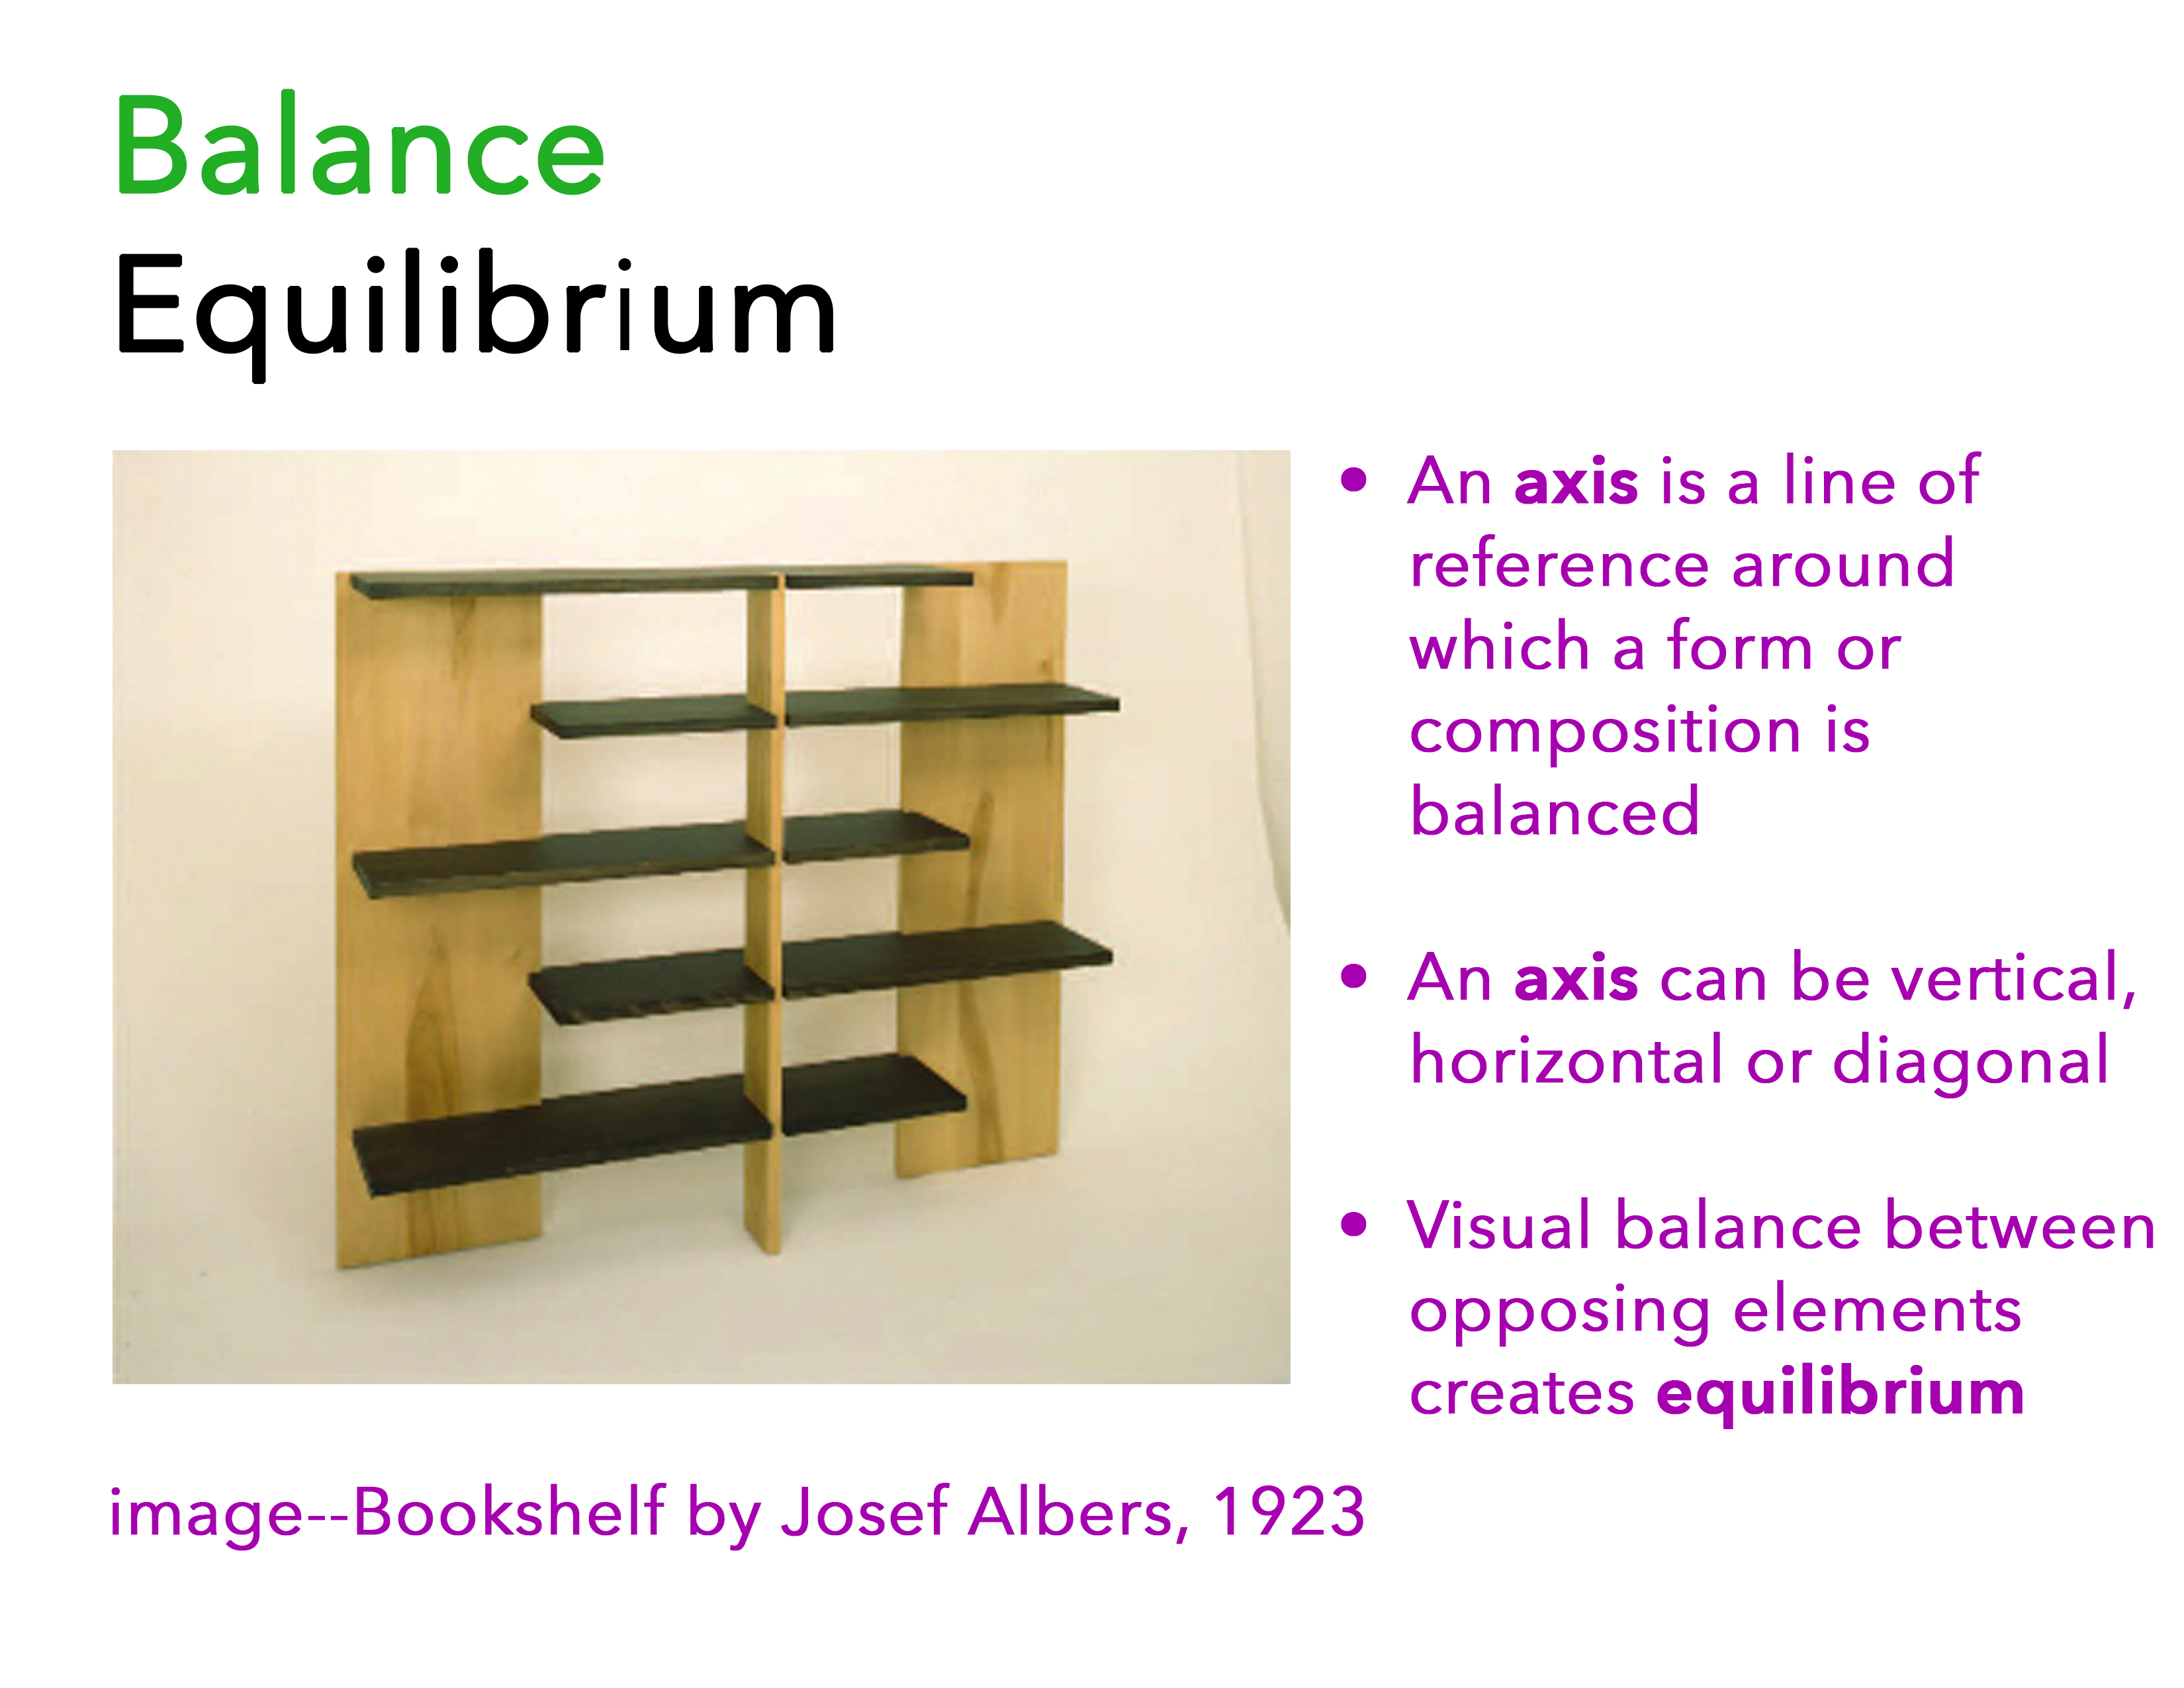 Balance
Equilibrium
• An axis is a line of
reference around
which a form or
composition is
balanced
• An axis can be vertical,
horizontal or diagonal
• Visual balance between
opposing elements
creates equilibrium
image--Bookshelf by Josef Albers, 1923